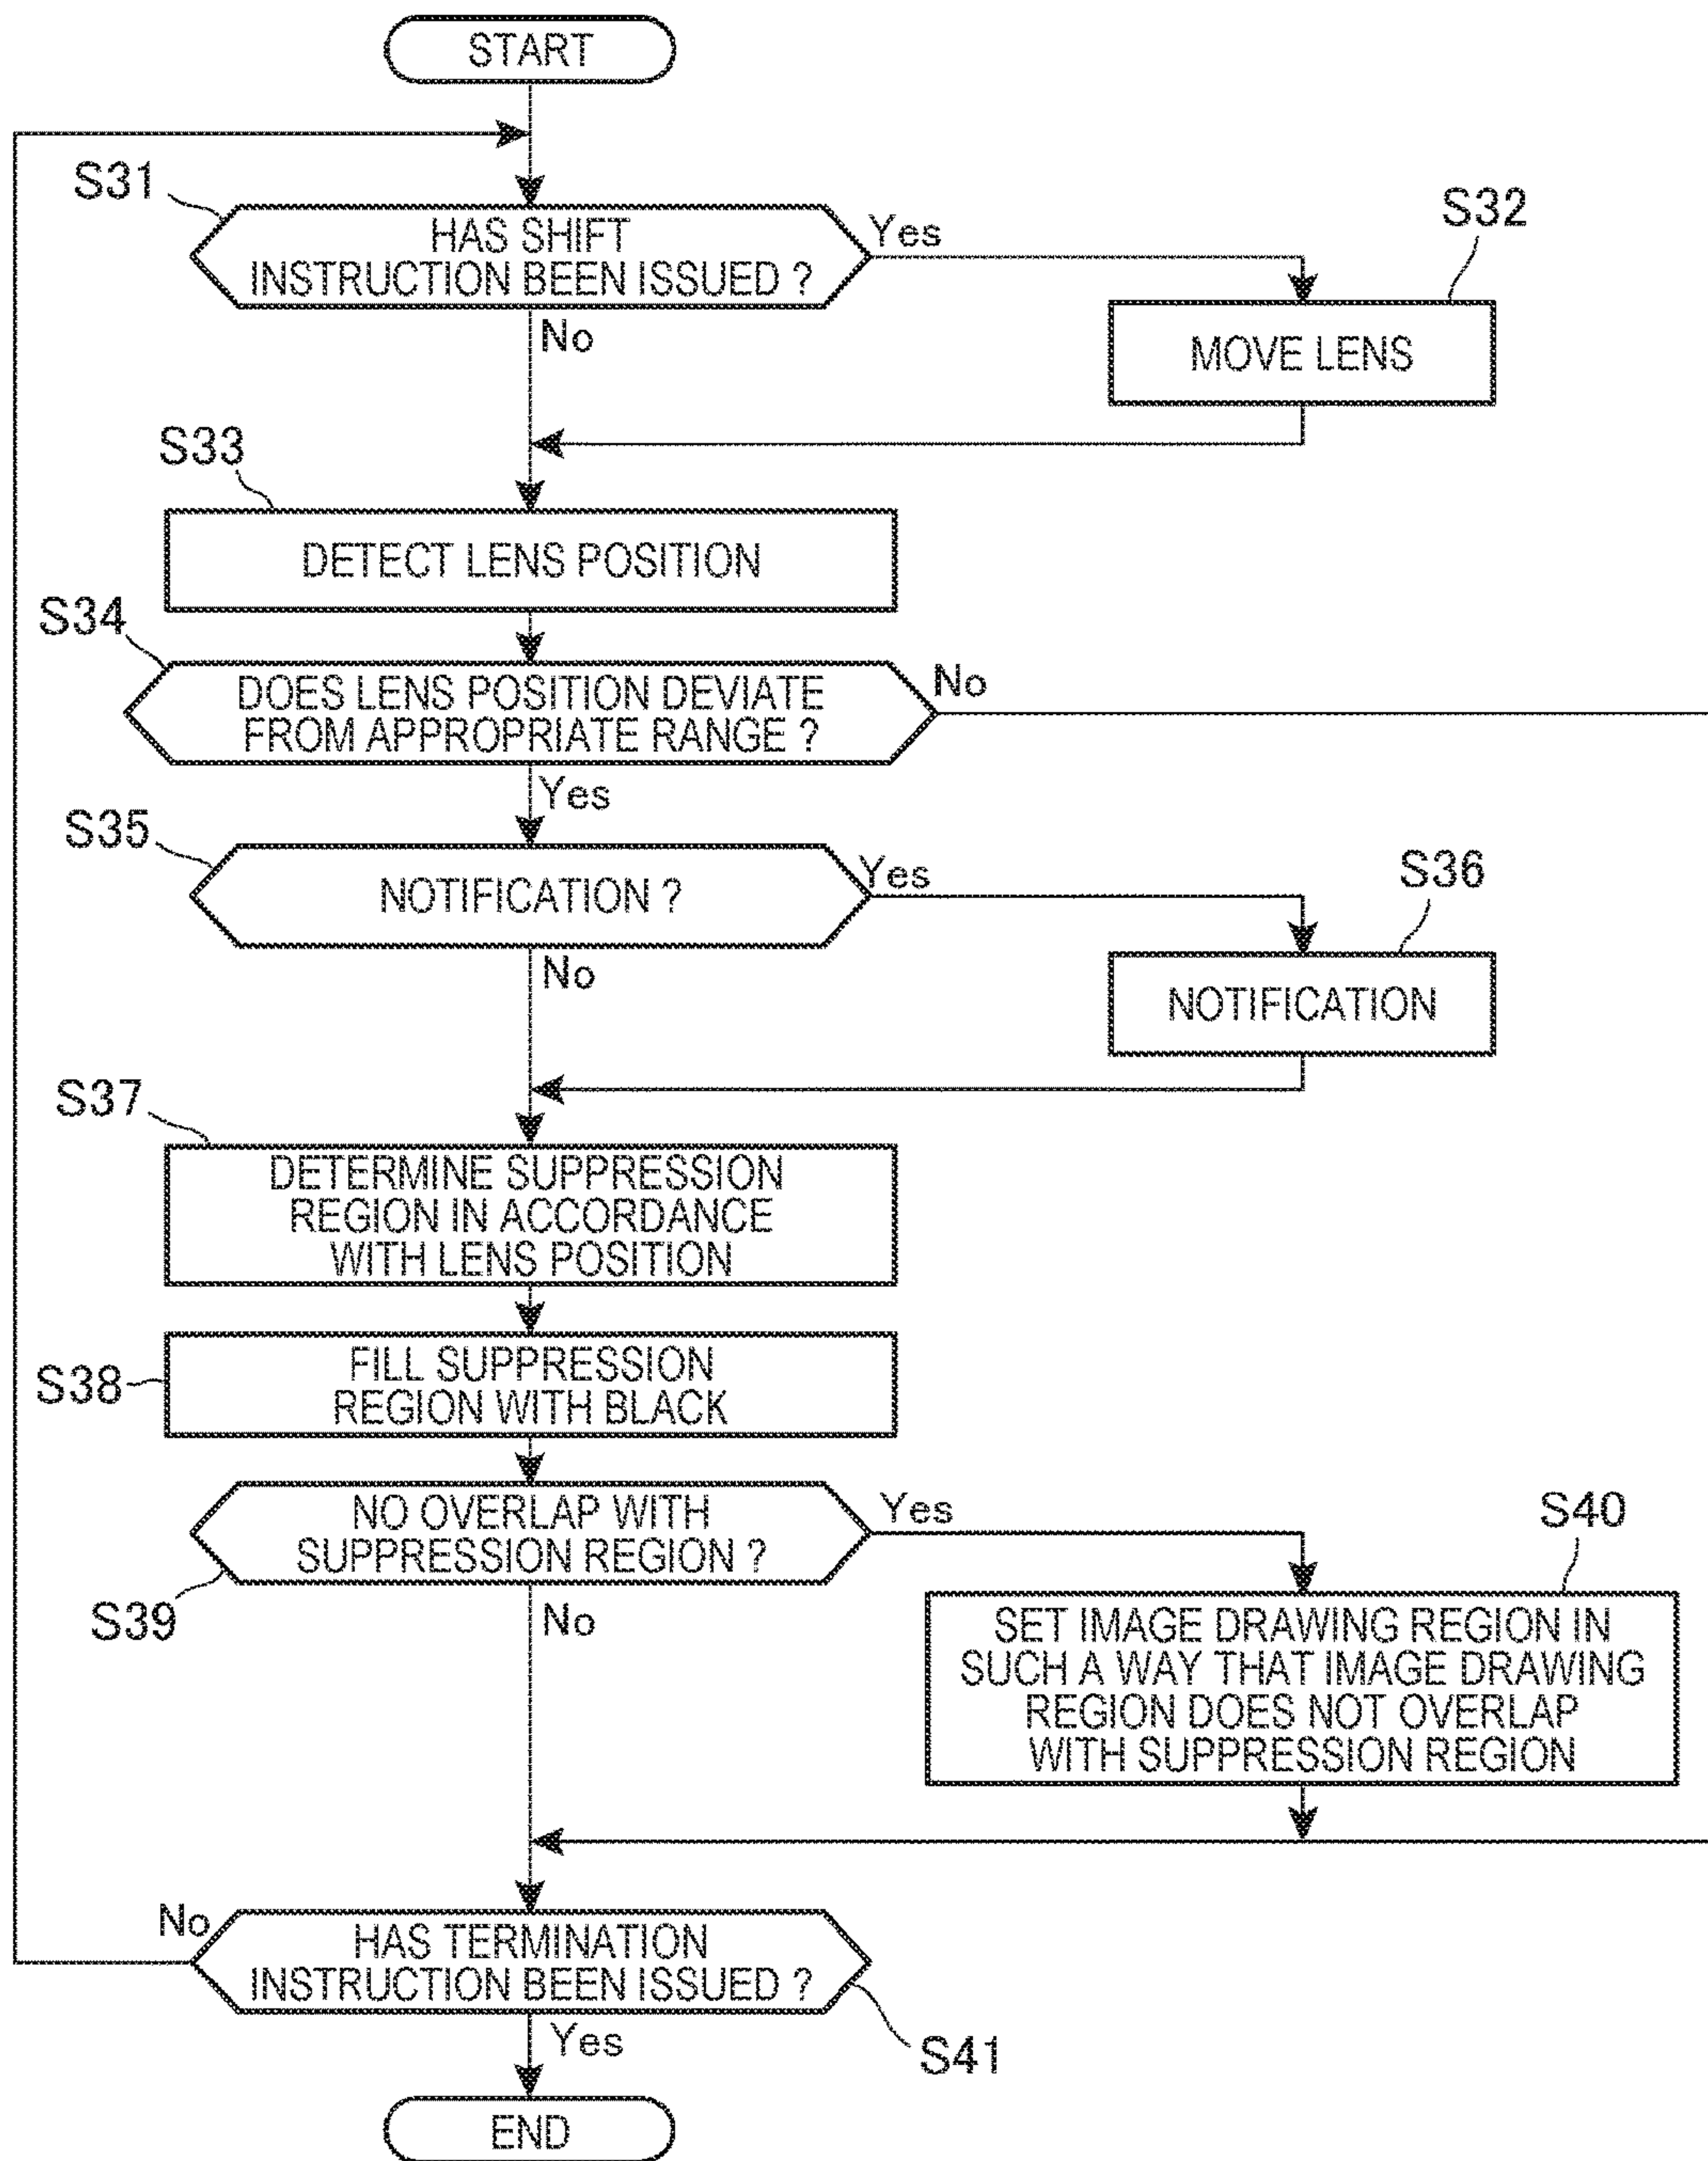 START
S31
HAS SHIFT
INSTRUCTION BEEN ISSUED ?
Yes
No
S32
MOVE LENS
S33
DETECT LENS POSITION
S34
DOES LENS POSITION DEVIATE
FROM APPROPRIATE RANGE ?
No
Yes
S35
NOTIFICATION ?
Yes
No
S36
NOTIFICATION
S37
DETERMINE SUPPRESSION
REGION IN ACCORDANCE
WITH LENS POSITION
S38
FILL SUPPRESSION
REGION WITH BLACK
S39
NO OVERLAP WITH
SUPPRESSION REGION ?
Yes
No
S40
SET IMAGE DRAWING REGION IN
SUCH A WAY THAT IMAGE DRAWING
REGION DOES NOT OVERLAP
WITH SUPPRESSION REGION
No
HAS TERMINATION
INSTRUCTION BEEN ISSUED ?
Yes
S41
END